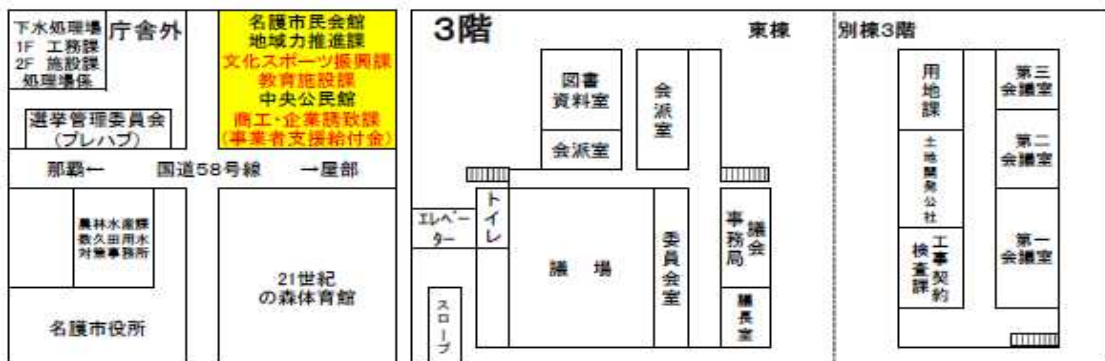 下水処理場
1F 工務課
2F 施設課
処理場係
庁舎外
選挙管理委員会
(プレハブ)
名護市民会館
地域力推進課
文化スポーツ振興課
教育施設課
中央公民館
商工・企業誘致課
(事業者支援給付金)
那覇← 国道58号線 →屋部
農林水産課
数久田用水
対策事務所
名護市役所
21世紀
の森体育館
3階
東棟
図書
資料室
会派室
会派室
エレベーター
トイレ
スロープ
議場
委員会室
議会
事務局
議長室
別棟3階
用地課
土地開発公社
工事契約
検査課
第三
会議室
第二
会議室
第一
会議室